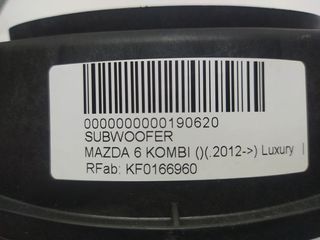 0000000000190620
SUBWOOFER
MAZDA 6 KOMBI ()(.2012->) Luxury |
RFab: KF0166960